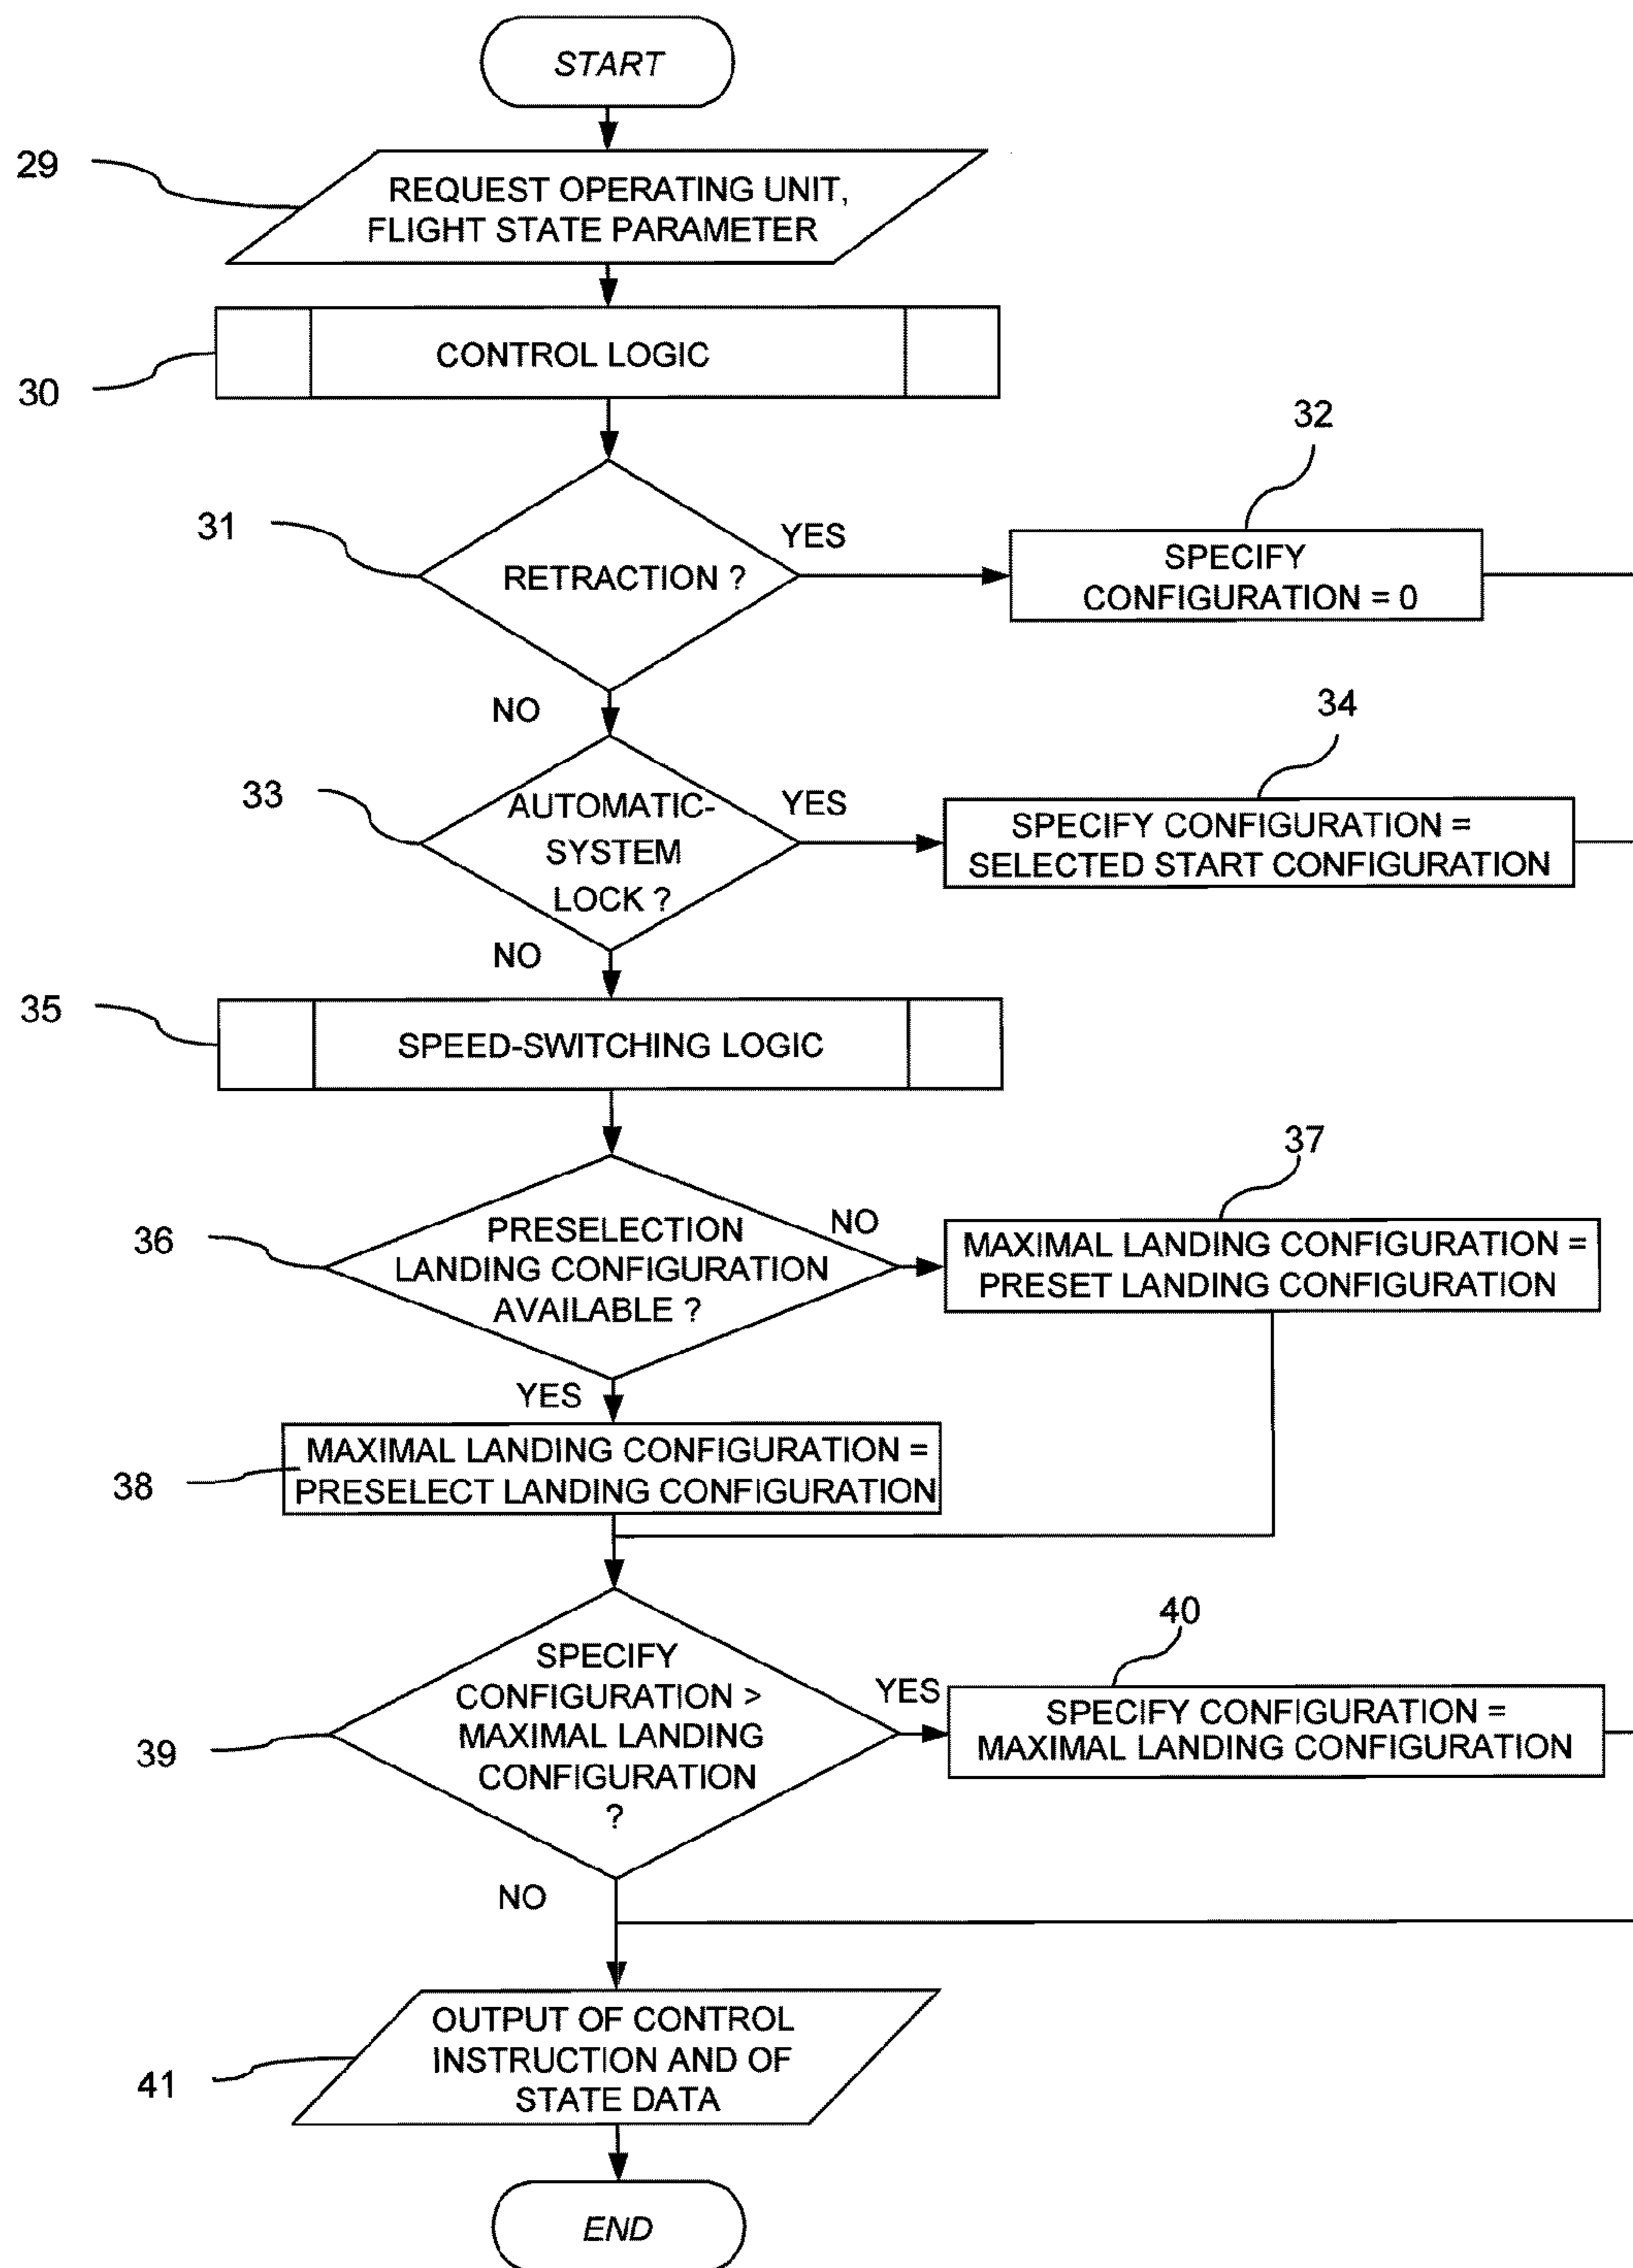 START
29
REQUEST OPERATING UNIT,
FLIGHT STATE PARAMETER
30
CONTROL LOGIC
31
RETRACTION ?
YES
32
SPECIFY
CONFIGURATION = 0
NO
33
AUTOMATIC-
SYSTEM
LOCK ?
YES
34
SPECIFY CONFIGURATION =
SELECTED START CONFIGURATION
NO
35
SPEED-SWITCHING LOGIC
36
PRESELECTION
LANDING CONFIGURATION
AVAILABLE ?
NO
37
MAXIMAL LANDING CONFIGURATION =
PRESET LANDING CONFIGURATION
YES
38
MAXIMAL LANDING CONFIGURATION =
PRESELECT LANDING CONFIGURATION
39
SPECIFY
CONFIGURATION >
MAXIMAL LANDING
CONFIGURATION
?
YES
40
SPECIFY CONFIGURATION =
MAXIMAL LANDING CONFIGURATION
NO
41
OUTPUT OF CONTROL
INSTRUCTION AND OF
STATE DATA
END